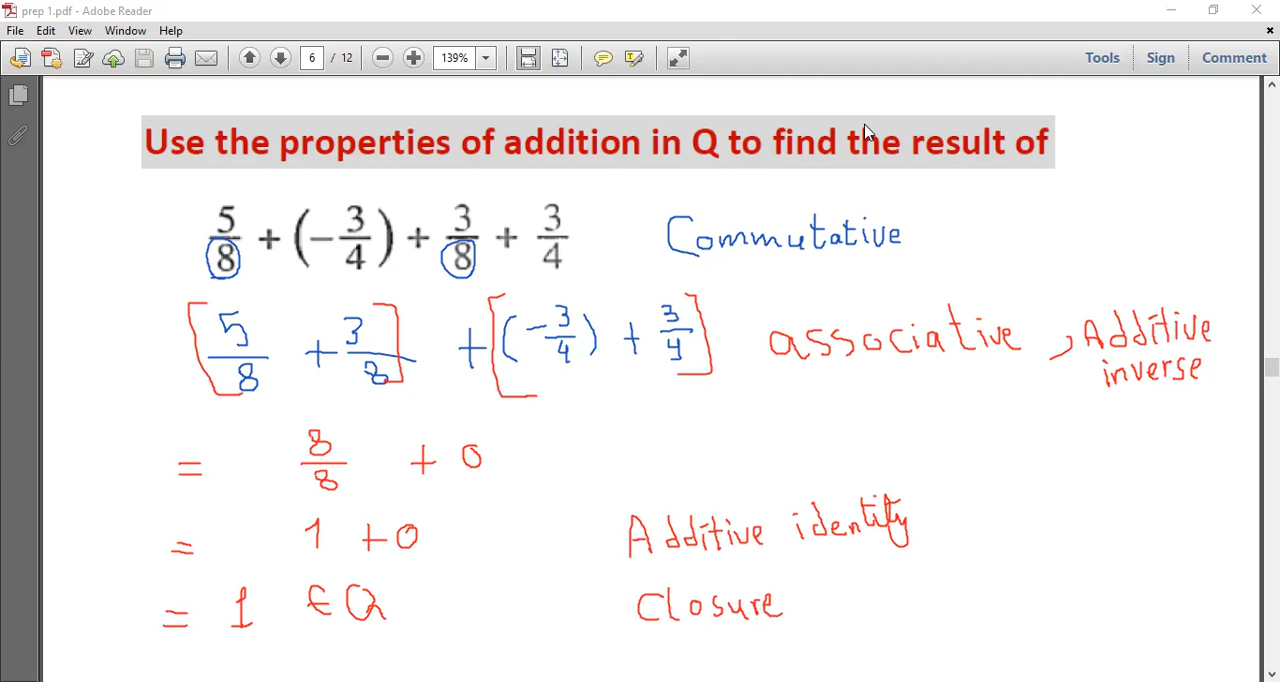 prep 1.pdf - Adobe Reader
File Edit View Window Help
6 / 12 139% Tools Sign Comment
Use the properties of addition in Q to find the result of
5/8 + (−3/4) + 3/8 + 3/4 Commutative
[5/8 + 3/8] + [(−3/4) + 3/4] associative , Additive
inverse
= 8/8 + 0
= 1 + 0 Additive identity
= 1 ∈ Q Closure